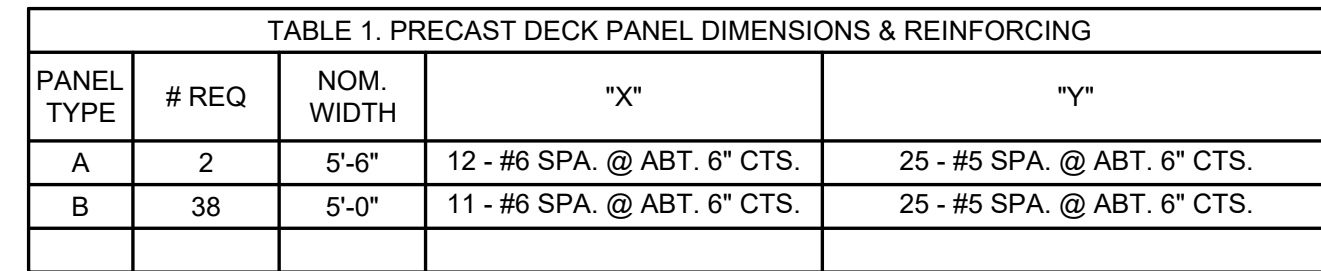 TABLE 1. PRECAST DECK PANEL DIMENSIONS & REINFORCING
PANEL TYPE # REQ NOM. WIDTH "X" "Y"
A 2 5'-6" 12 - #6 SPA. @ ABT. 6" CTS. 25 - #5 SPA. @ ABT. 6" CTS.
B 38 5'-0" 11 - #6 SPA. @ ABT. 6" CTS. 25 - #5 SPA. @ ABT. 6" CTS.